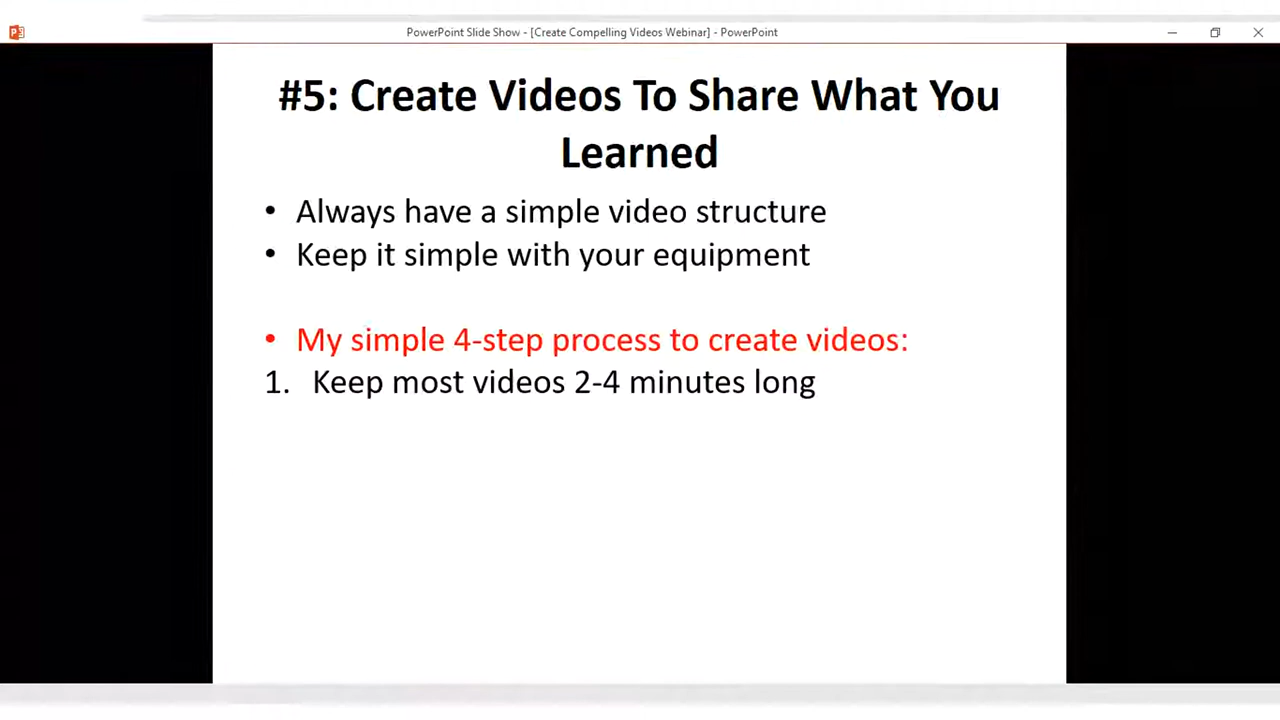 PowerPoint Slide Show - [Create Compelling Videos Webinar] - PowerPoint
#5: Create Videos To Share What You
Learned
• Always have a simple video structure
• Keep it simple with your equipment
• My simple 4-step process to create videos:
1. Keep most videos 2-4 minutes long